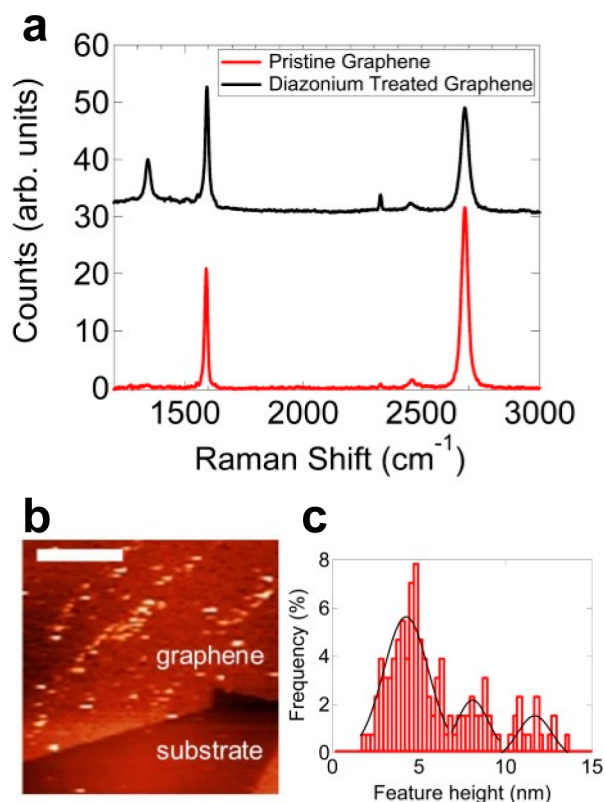 a
60
50
40
30
20
10
0
Counts (arb. units)
Pristine Graphene
Diazonium Treated Graphene
1500
2000
2500
3000
Raman Shift (cm⁻¹)
b
graphene
substrate
c
8
6
4
2
0
Frequency (%)
0
5
10
15
Feature height (nm)